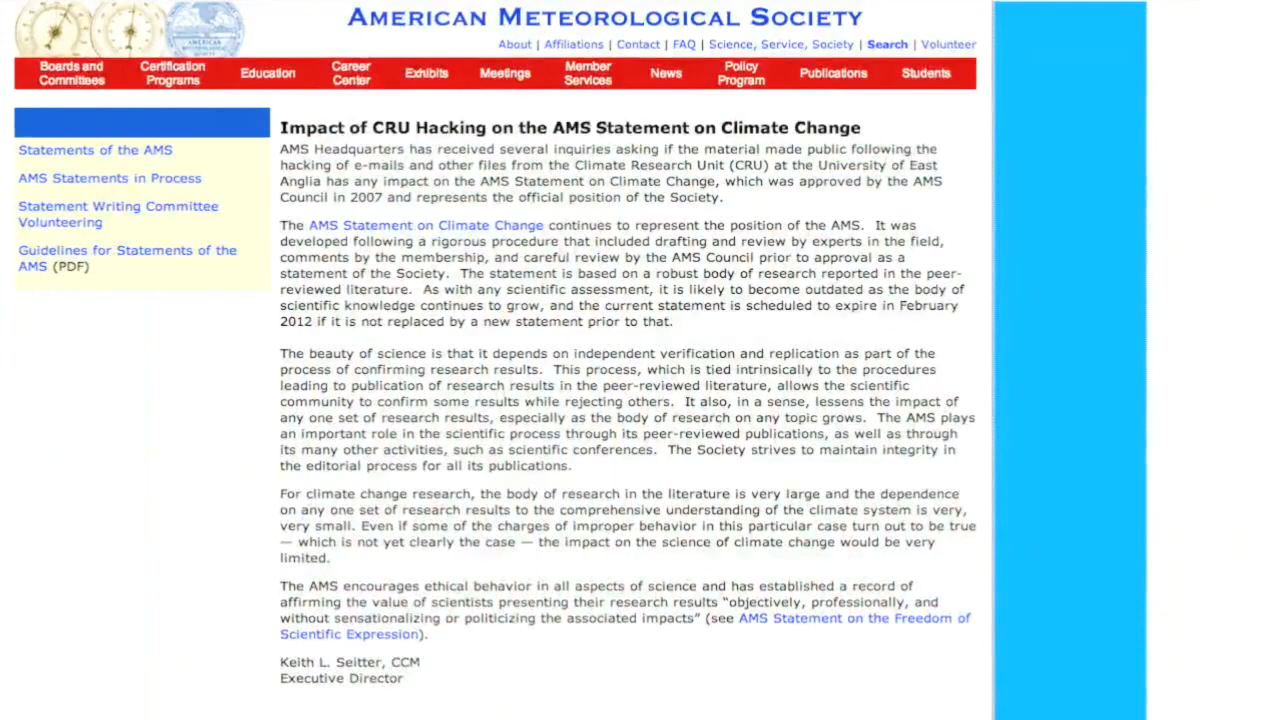 AMERICAN METEOROLOGICAL SOCIETY
About | Affiliations | Contact | FAQ | Science, Service, Society | Search | Volunteer
Boards and Committees
Certification Programs
Education
Career Center
Exhibits
Meetings
Member Services
News
Policy Program
Publications
Students
Statements of the AMS
AMS Statements in Process
Statement Writing Committee
Volunteering
Guidelines for Statements of the
AMS (PDF)
Impact of CRU Hacking on the AMS Statement on Climate Change
AMS Headquarters has received several inquiries asking if the material made public following the
hacking of e-mails and other files from the Climate Research Unit (CRU) at the University of East
Anglia has any impact on the AMS Statement on Climate Change, which was approved by the AMS
Council in 2007 and represents the official position of the Society.
The AMS Statement on Climate Change continues to represent the position of the AMS. It was
developed following a rigorous procedure that included drafting and review by experts in the field,
comments by the membership, and careful review by the AMS Council prior to approval as a
statement of the Society. The statement is based on a robust body of research reported in the peer-
reviewed literature. As with any scientific assessment, it is likely to become outdated as the body of
scientific knowledge continues to grow, and the current statement is scheduled to expire in February
2012 if it is not replaced by a new statement prior to that.
The beauty of science is that it depends on independent verification and replication as part of the
process of confirming research results. This process, which is tied intrinsically to the procedures
leading to publication of research results in the peer-reviewed literature, allows the scientific
community to confirm some results while rejecting others. It also, in a sense, lessens the impact of
any one set of research results, especially as the body of research on any topic grows. The AMS plays
an important role in the scientific process through its peer-reviewed publications, as well as through
its many other activities, such as scientific conferences. The Society strives to maintain integrity in
the editorial process for all its publications.
For climate change research, the body of research in the literature is very large and the dependence
on any one set of research results to the comprehensive understanding of the climate system is very,
very small. Even if some of the charges of improper behavior in this particular case turn out to be true
— which is not yet clearly the case — the impact on the science of climate change would be very
limited.
The AMS encourages ethical behavior in all aspects of science and has established a record of
affirming the value of scientists presenting their research results “objectively, professionally, and
without sensationalizing or politicizing the associated impacts” (see AMS Statement on the Freedom of
Scientific Expression).
Keith L. Seitter, CCM
Executive Director